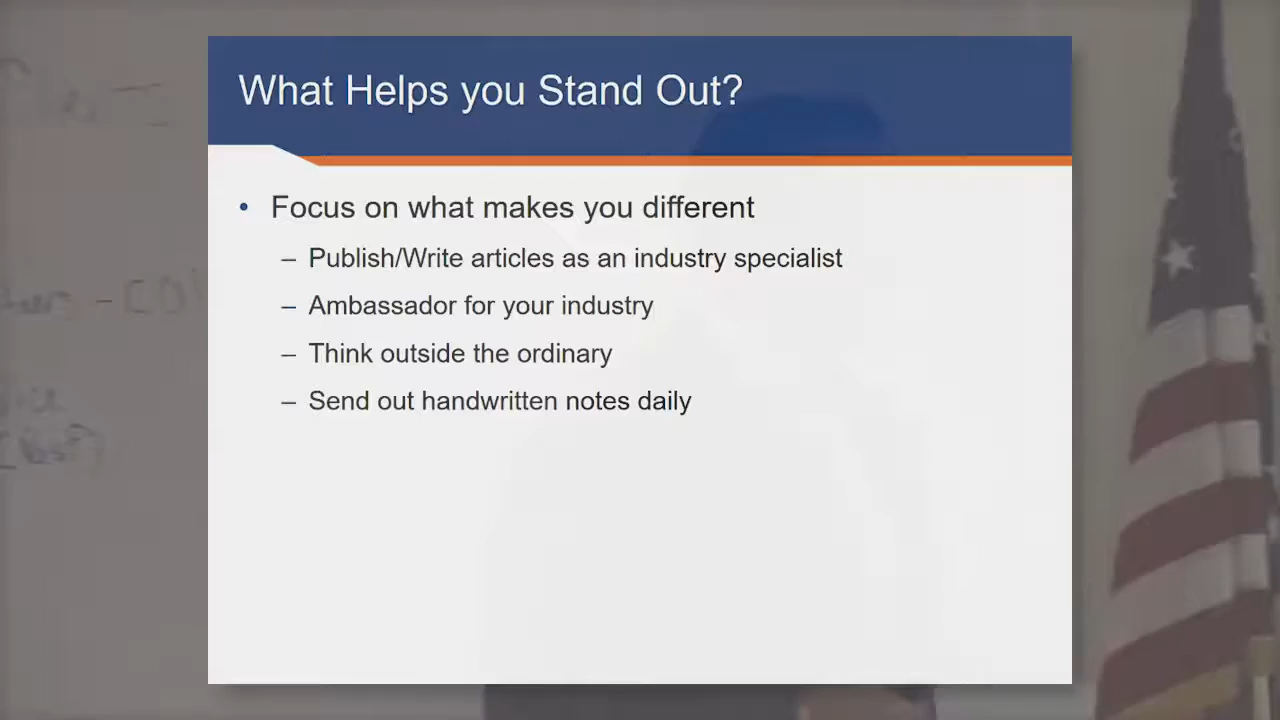 What Helps you Stand Out?
• Focus on what makes you different
– Publish/Write articles as an industry specialist
– Ambassador for your industry
– Think outside the ordinary
– Send out handwritten notes daily